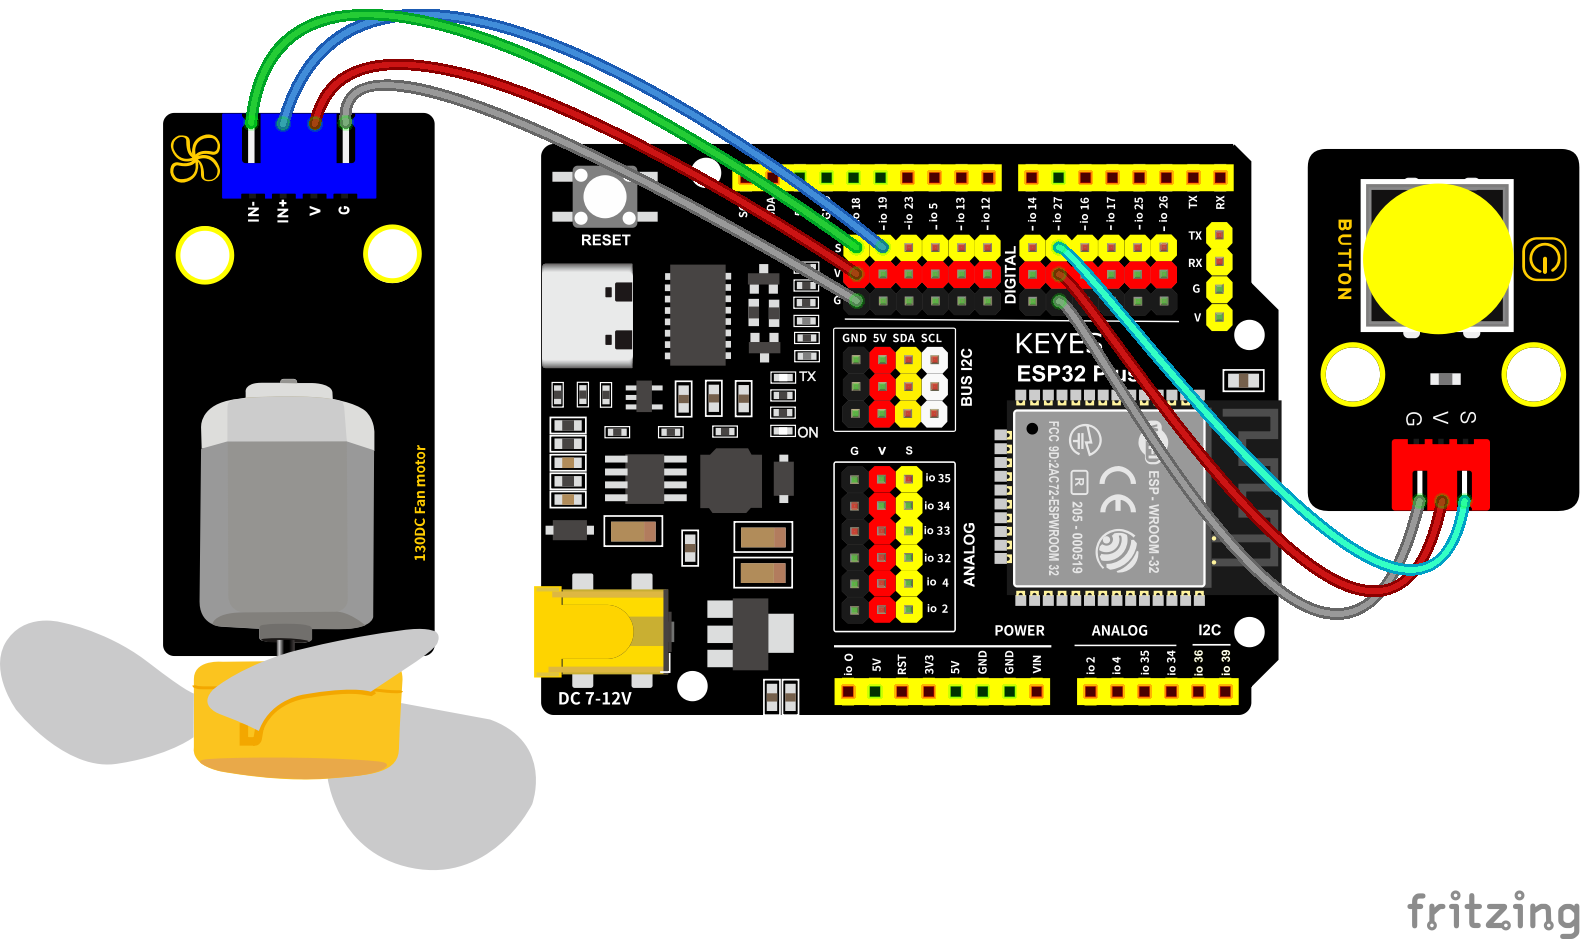 IN-
IN+
V
G
130DC Fan motor
RESET
io 18
io 19
io 23
io 5
io 13
io 12
io 14
io 27
io 16
io 17
io 25
io 26
TX
RX
S
V
G
DIGITAL
TX
RX
G
V
GND 5V SDA SCL
BUS I2C
KEYES
ESP32 Plus
TX
ON
G V S
io 35
io 34
io 33
io 32
io 4
io 2
ANALOG
FCC 9D:2AC72-ESPWROOM 32
R
205 - 000519
CE
ESP - WROOM -32
DC 7-12V
POWER
io 0
5V
RST
3V3
5V
GND
GND
VIN
ANALOG
io 2
io 4
io 35
io 34
I2C
io 36
io 39
BUTTON
G
V
S
fritzing